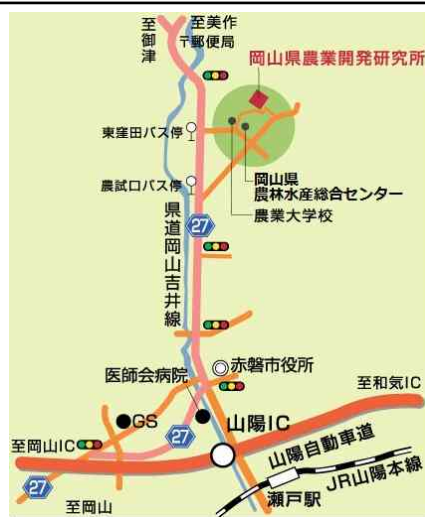 至御津
至美作
〒郵便局
岡山県農業開発研究所
東窪田バス停
農試口バス停
岡山県
農林水産総合センター
農業大学校
県道岡山吉井線
27
赤磐市役所
医師会病院
至和気IC
GS
山陽IC
27
至岡山IC
山陽自動車道
JR山陽本線
27
瀬戸駅
至岡山